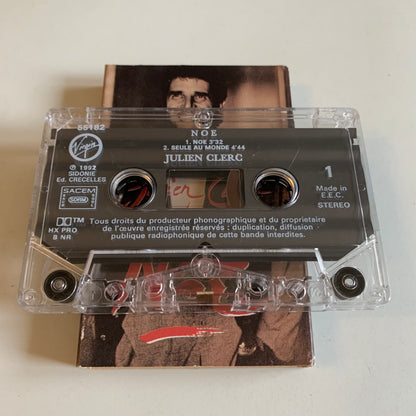 55182
NOE
1. NOE 3'32
2. SEULE AU MONDE 4'44
JULIEN CLERC
Virgin
℗ 1992
SIDONIE
Ed. CRECELLES
SACEM
SDRM
1
Made in
E.E.C.
STEREO
HX PRO
B NR
Tous droits du producteur phonographique et du proprietaire
de l'œuvre enregistrée réservés ; duplication, diffusion
publique radiophonique de cette bande interdites.